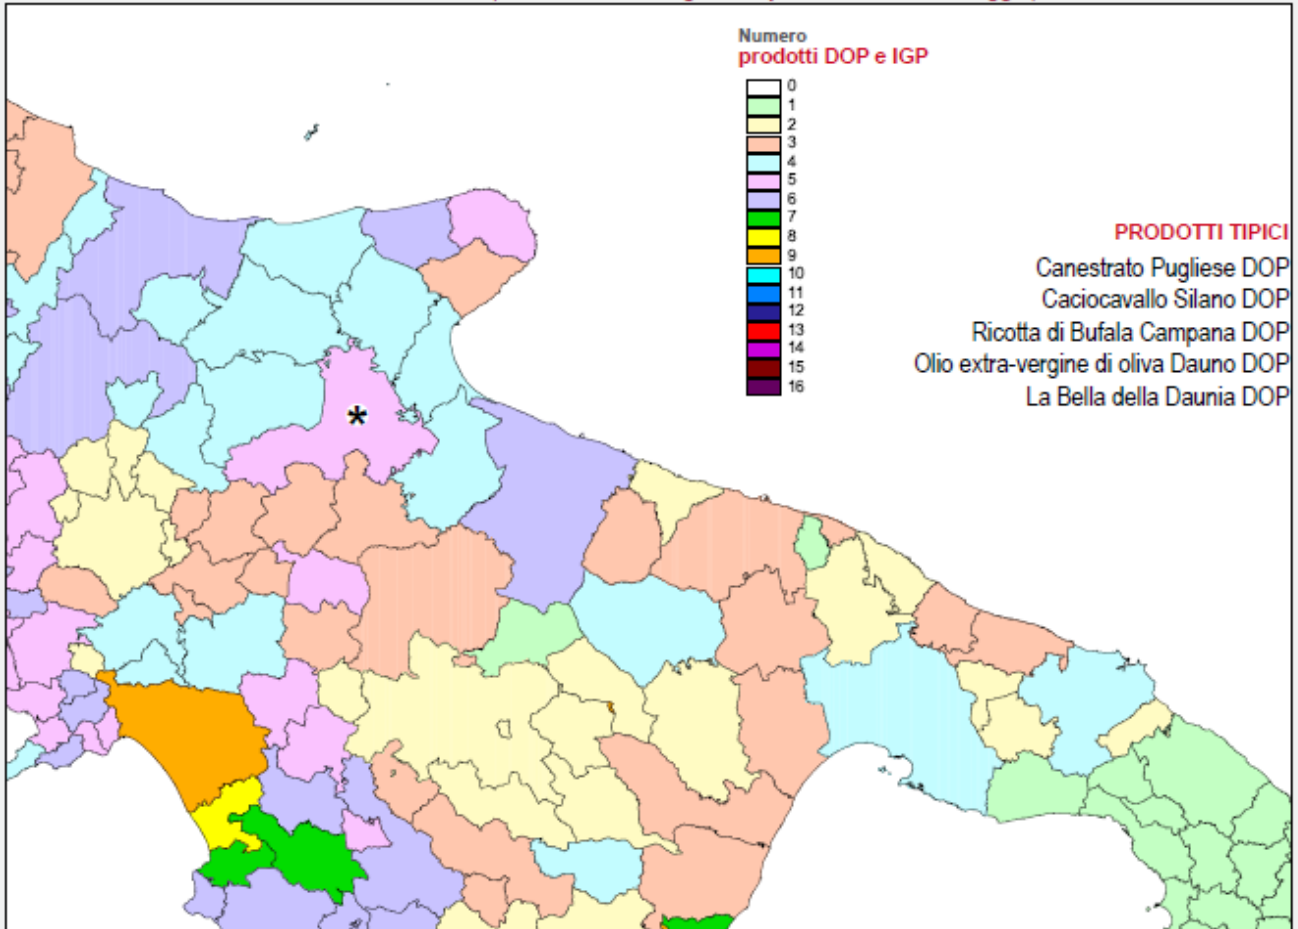 Numero
prodotti DOP e IGP
0
1
2
3
4
5
6
7
8
9
10
11
12
13
14
15
16
PRODOTTI TIPICI
Canestrato Pugliese DOP
Caciocavallo Silano DOP
Ricotta di Bufala Campana DOP
Olio extra-vergine di oliva Dauno DOP
La Bella della Daunia DOP
*